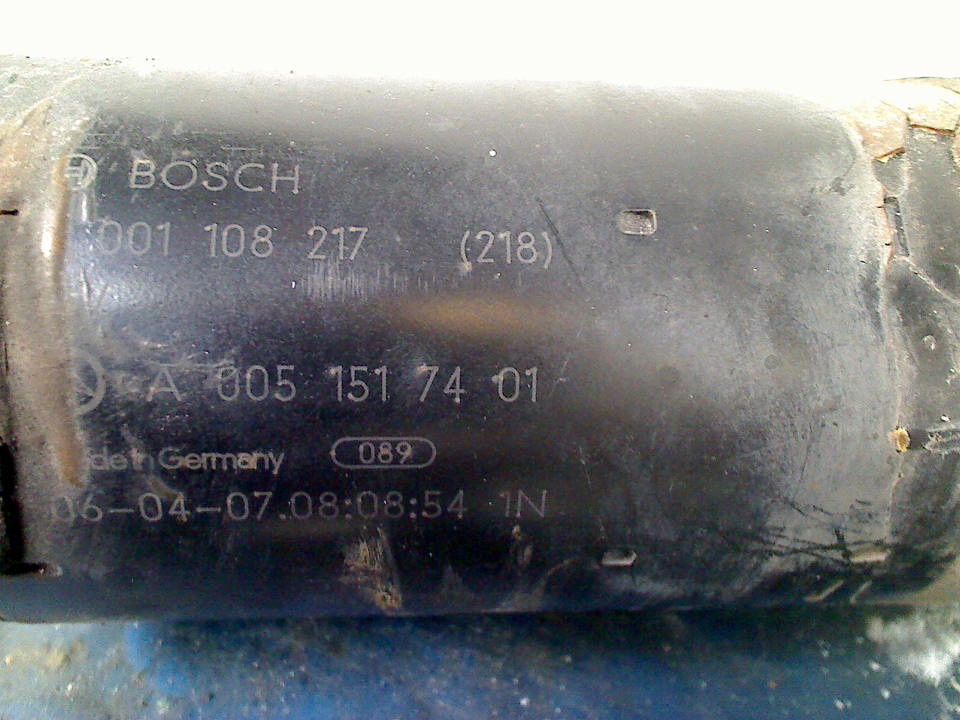 BOSCH
001 108 217 (218)
A 005 151 74 01
de in Germany 089
06-04-07.08:08:54 1N